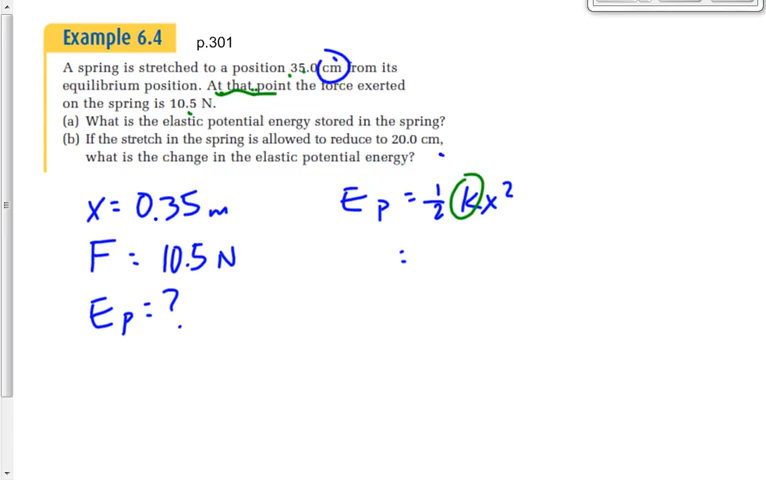 Example 6.4 p.301
A spring is stretched to a position 35.0 cm from its
equilibrium position. At that point the force exerted
on the spring is 10.5 N.
(a) What is the elastic potential energy stored in the spring?
(b) If the stretch in the spring is allowed to reduce to 20.0 cm,
what is the change in the elastic potential energy?
x = 0.35 m
Ep = ½ kx²
F = 10.5 N
=
Ep = ?